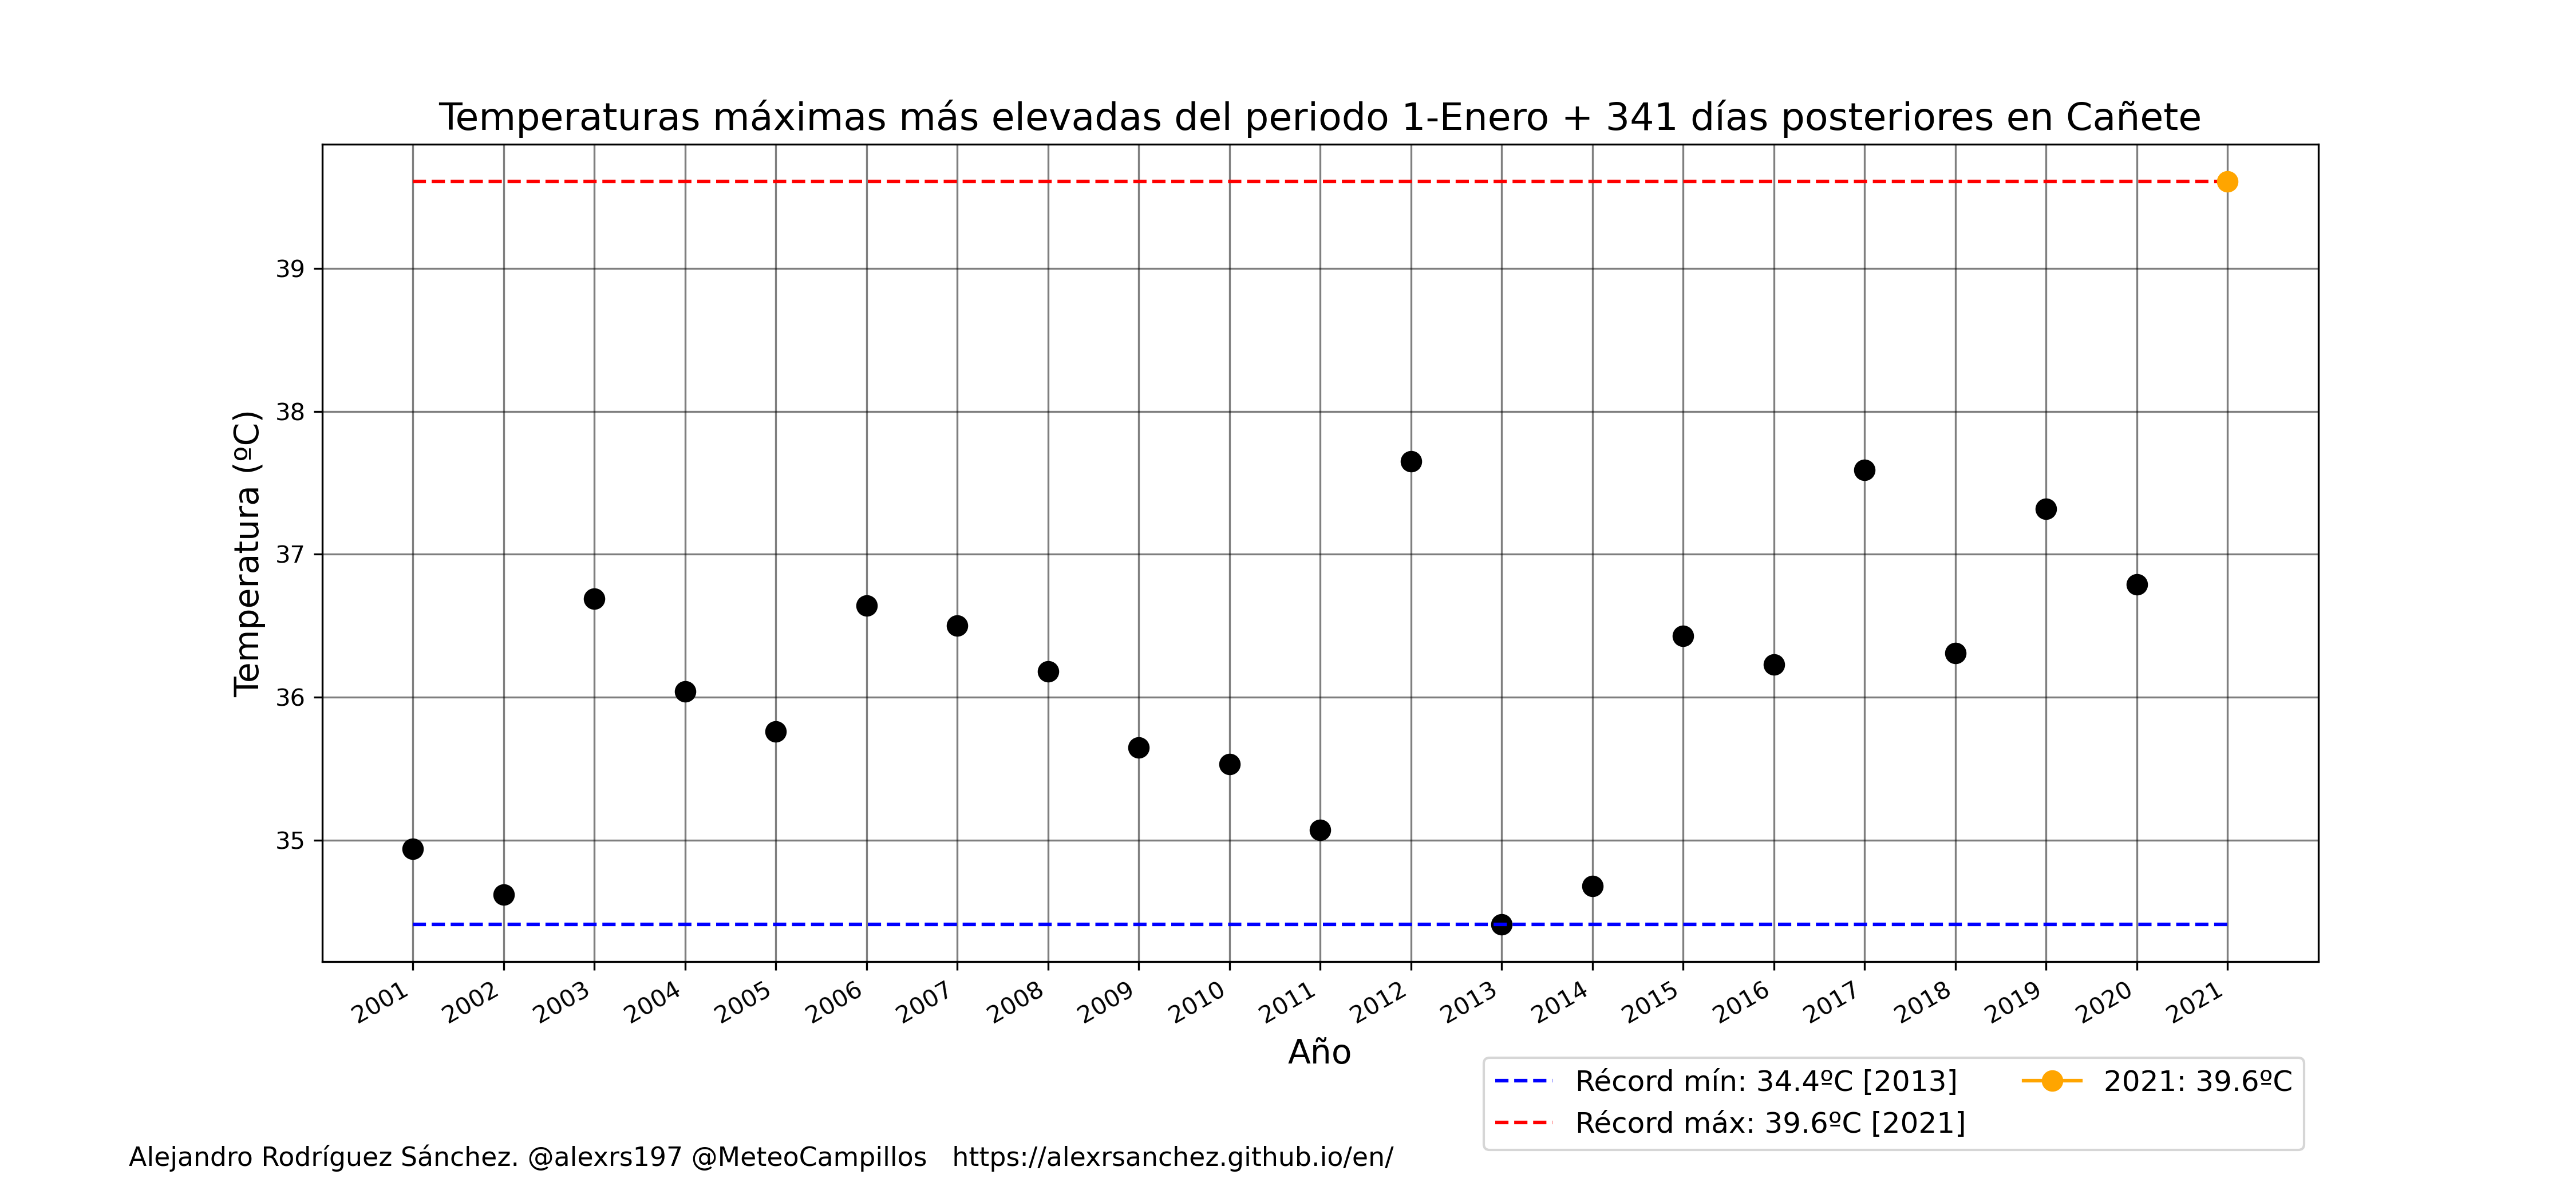 Temperaturas máximas más elevadas del periodo 1-Enero + 341 días posteriores en Cañete
Temperatura (ºC)
39
38
37
36
35
2001 2002 2003 2004 2005 2006 2007 2008 2009 2010 2011 2012 2013 2014 2015 2016 2017 2018 2019 2020 2021
Año
Récord mín: 34.4ºC [2013]
Récord máx: 39.6ºC [2021]
2021: 39.6ºC
Alejandro Rodríguez Sánchez. @alexrs197 @MeteoCampillos https://alexrsanchez.github.io/en/